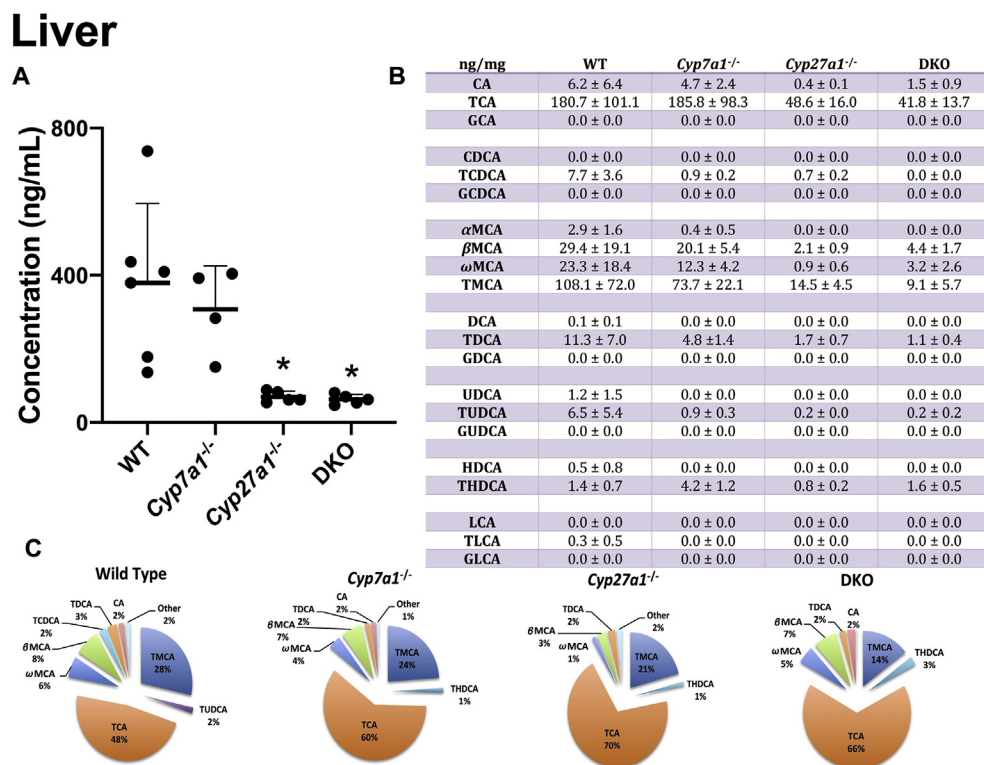 Liver
A
Concentration (ng/mL)
800
400
0
*
*
WT
Cyp7a1-/-
Cyp27a1-/-
DKO
B
ng/mg WT Cyp7a1-/- Cyp27a1-/- DKO
CA 6.2 ± 6.4 4.7 ± 2.4 0.4 ± 0.1 1.5 ± 0.9
TCA 180.7 ± 101.1 185.8 ± 98.3 48.6 ± 16.0 41.8 ± 13.7
GCA 0.0 ± 0.0 0.0 ± 0.0 0.0 ± 0.0 0.0 ± 0.0
CDCA 0.0 ± 0.0 0.0 ± 0.0 0.0 ± 0.0 0.0 ± 0.0
TCDCA 7.7 ± 3.6 0.9 ± 0.2 0.7 ± 0.2 0.0 ± 0.0
GCDCA 0.0 ± 0.0 0.0 ± 0.0 0.0 ± 0.0 0.0 ± 0.0
αMCA 2.9 ± 1.6 0.4 ± 0.5 0.0 ± 0.0 0.0 ± 0.0
βMCA 29.4 ± 19.1 20.1 ± 5.4 2.1 ± 0.9 4.4 ± 1.7
ωMCA 23.3 ± 18.4 12.3 ± 4.2 0.9 ± 0.6 3.2 ± 2.6
TMCA 108.1 ± 72.0 73.7 ± 22.1 14.5 ± 4.5 9.1 ± 5.7
DCA 0.1 ± 0.1 0.0 ± 0.0 0.0 ± 0.0 0.0 ± 0.0
TDCA 11.3 ± 7.0 4.8 ±1.4 1.7 ± 0.7 1.1 ± 0.4
GDCA 0.0 ± 0.0 0.0 ± 0.0 0.0 ± 0.0 0.0 ± 0.0
UDCA 1.2 ± 1.5 0.0 ± 0.0 0.0 ± 0.0 0.0 ± 0.0
TUDCA 6.5 ± 5.4 0.9 ± 0.3 0.2 ± 0.0 0.2 ± 0.2
GUDCA 0.0 ± 0.0 0.0 ± 0.0 0.0 ± 0.0 0.0 ± 0.0
HDCA 0.5 ± 0.8 0.0 ± 0.0 0.0 ± 0.0 0.0 ± 0.0
THDCA 1.4 ± 0.7 4.2 ± 1.2 0.8 ± 0.2 1.6 ± 0.5
LCA 0.0 ± 0.0 0.0 ± 0.0 0.0 ± 0.0 0.0 ± 0.0
TLCA 0.3 ± 0.5 0.0 ± 0.0 0.0 ± 0.0 0.0 ± 0.0
GLCA 0.0 ± 0.0 0.0 ± 0.0 0.0 ± 0.0 0.0 ± 0.0
C
Wild Type
TMCA
28%
TUDCA
2%
TCA
48%
ωMCA
6%
βMCA
8%
TCDCA
2%
TDCA
3%
CA
2%
Other
2%
Cyp7a1-/-
TMCA
24%
THDCA
1%
TCA
60%
ωMCA
4%
βMCA
7%
TDCA
2%
CA
2%
Other
1%
Cyp27a1-/-
TMCA
21%
THDCA
1%
TCA
70%
ωMCA
1%
βMCA
3%
TDCA
2%
Other
2%
DKO
TMCA
14%
THDCA
3%
TCA
66%
ωMCA
5%
βMCA
7%
TDCA
2%
CA
2%